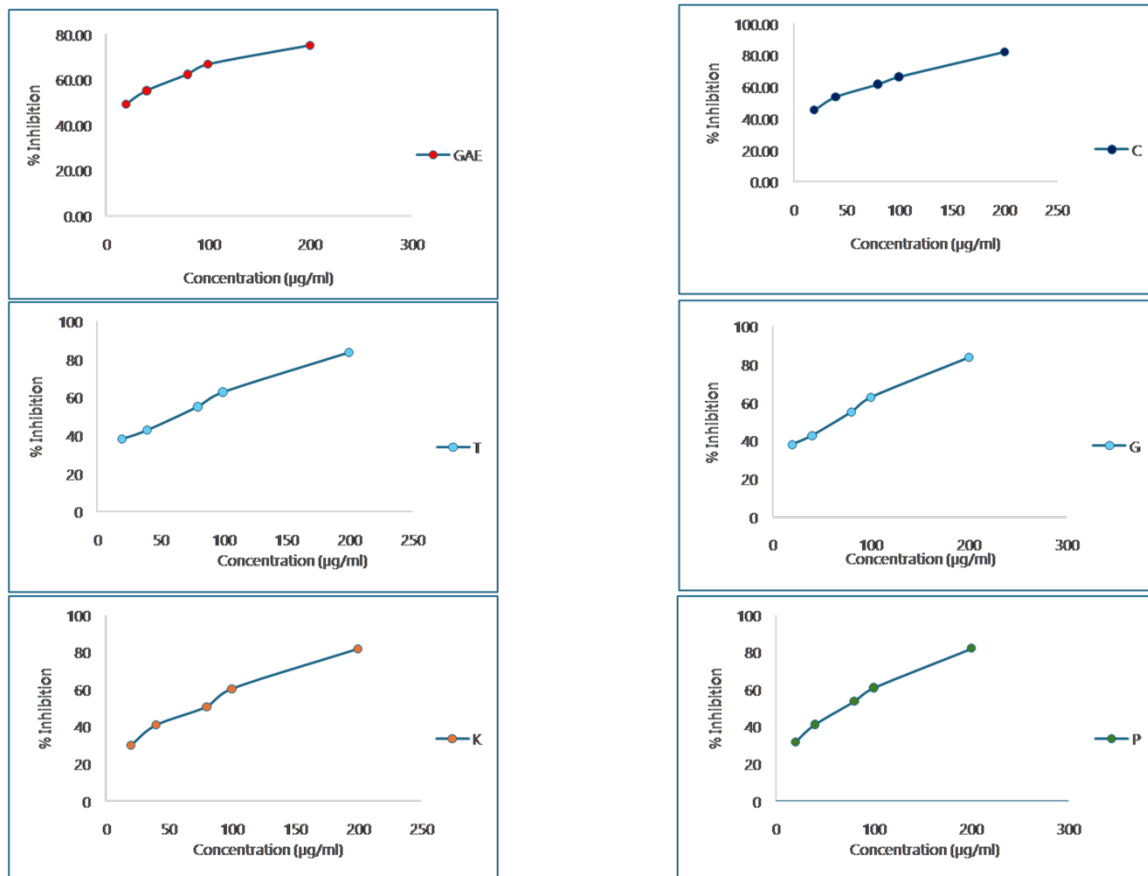 80.00
60.00
40.00
20.00
0.00
% Inhibition
0 100 200 300
Concentration (µg/ml)
GAE
100.00
80.00
60.00
40.00
20.00
0.00
% Inhibition
0 50 100 150 200 250
Concentration (µg/ml)
C
100
80
60
40
20
0
% Inhibition
0 50 100 150 200 250
Concentration (µg/ml)
T
100
80
60
40
20
0
% Inhibition
0 100 200 300
Concentration (µg/ml)
G
100
80
60
40
20
0
% Inhibition
0 50 100 150 200 250
Concentration (µg/ml)
K
100
80
60
40
20
0
% Inhibition
0 100 200 300
Concentration (µg/ml)
P